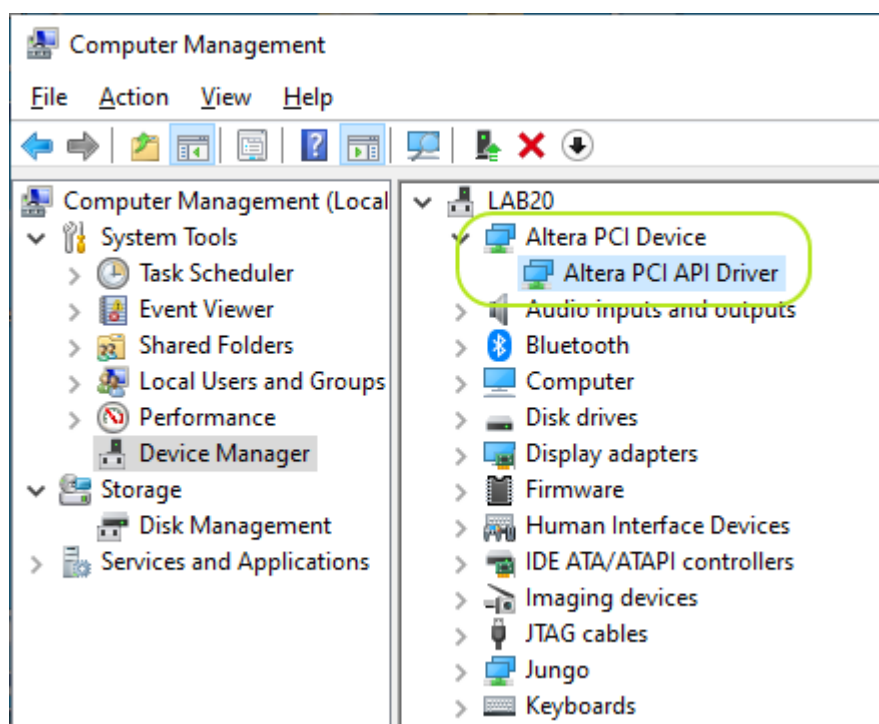 Computer Management
File Action View Help
Computer Management (Local
System Tools
Task Scheduler
Event Viewer
Shared Folders
Local Users and Groups
Performance
Device Manager
Storage
Disk Management
Services and Applications
LAB20
Altera PCI Device
Altera PCI API Driver
Audio inputs and outputs
Bluetooth
Computer
Disk drives
Display adapters
Firmware
Human Interface Devices
IDE ATA/ATAPI controllers
Imaging devices
JTAG cables
Jungo
Keyboards